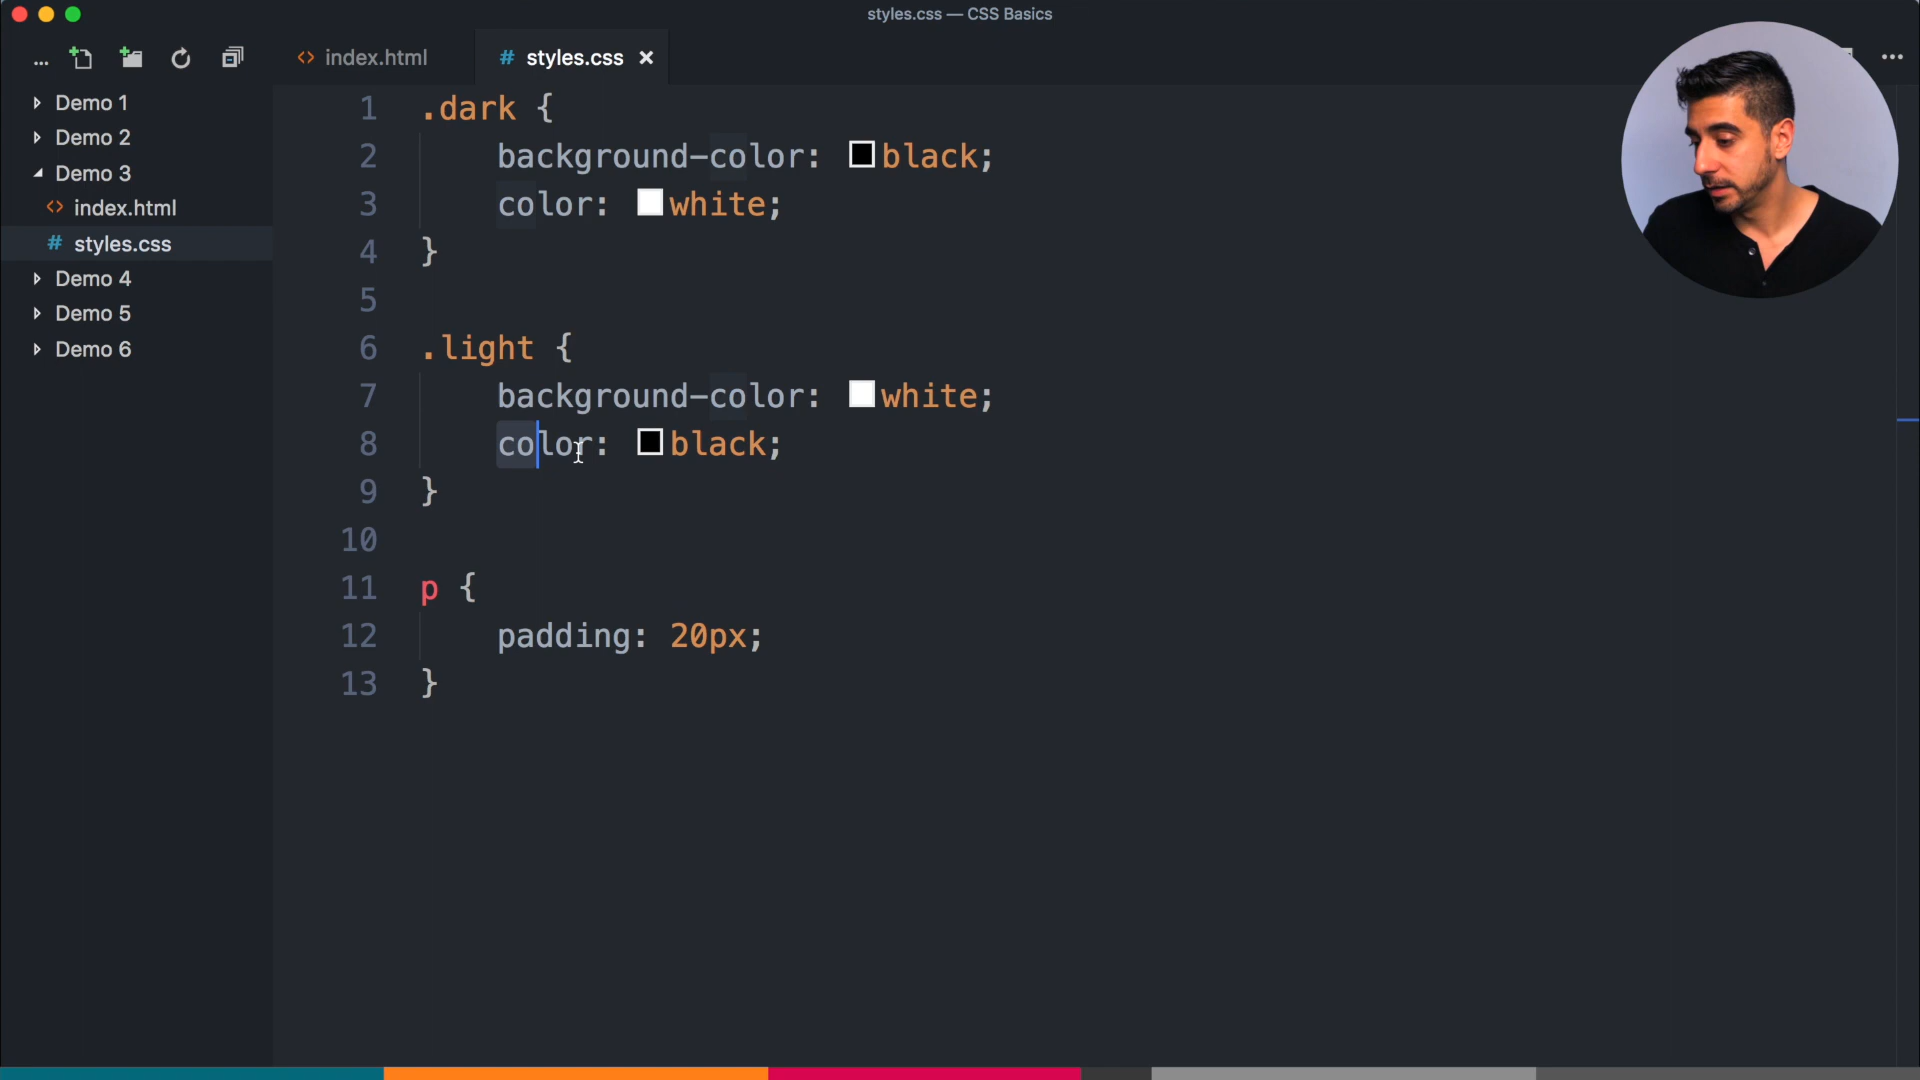 styles.css — CSS Basics
... index.html # styles.css ×
Demo 1
Demo 2
Demo 3
index.html
# styles.css
Demo 4
Demo 5
Demo 6
1 .dark {
2 background-color: black;
3 color: white;
4 }
5
6 .light {
7 background-color: white;
8 color: black;
9 }
10
11 p {
12 padding: 20px;
13 }